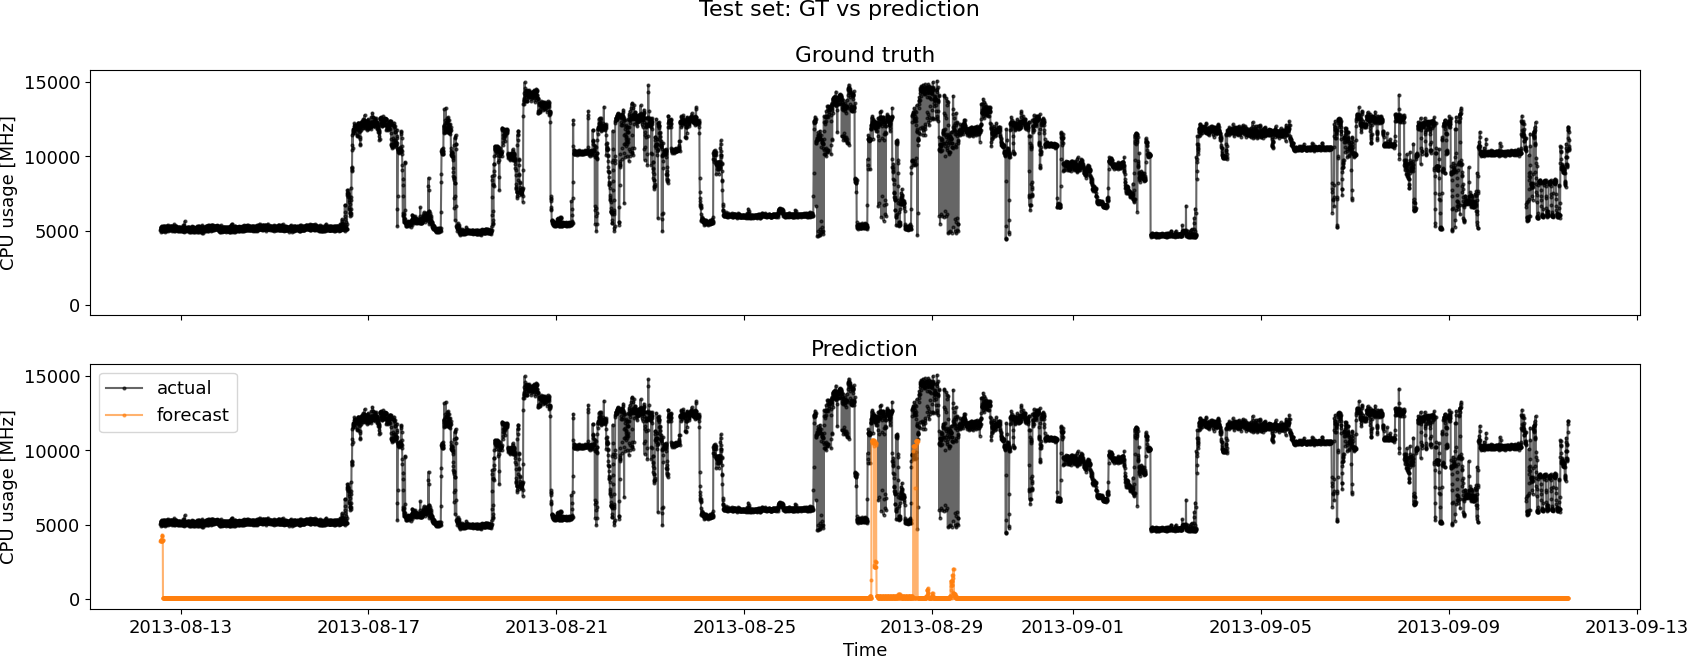 Test set: GT vs prediction
Ground truth
CPU usage [MHz]
15000
10000
5000
0
Prediction
CPU usage [MHz]
15000
10000
5000
0
actual
forecast
2013-08-13 2013-08-17 2013-08-21 2013-08-25 2013-08-29 2013-09-01 2013-09-05 2013-09-09 2013-09-13
Time